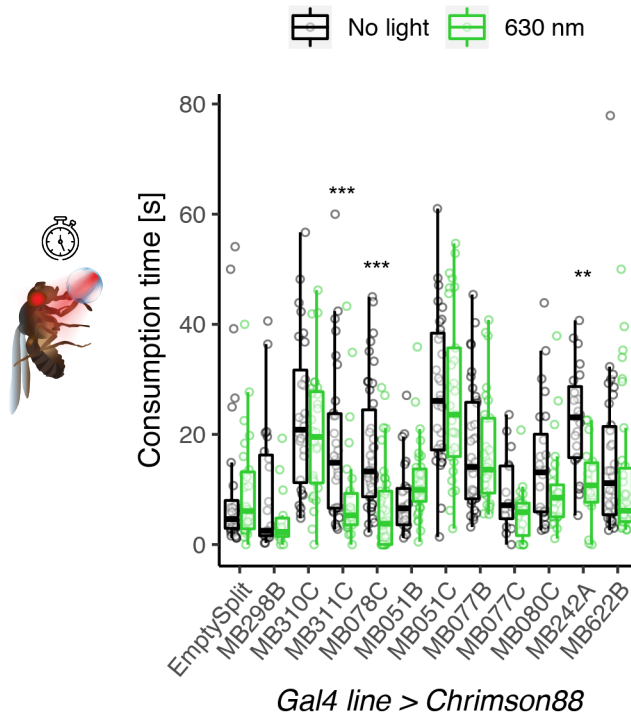 No light 630 nm
Consumption time [s]
80
60
40
20
0
***
***
**
EmptySplit
MB298B
MB310C
MB311C
MB078C
MB051B
MB051C
MB077B
MB077C
MB080C
MB242A
MB622B
Gal4 line > Chrimson88